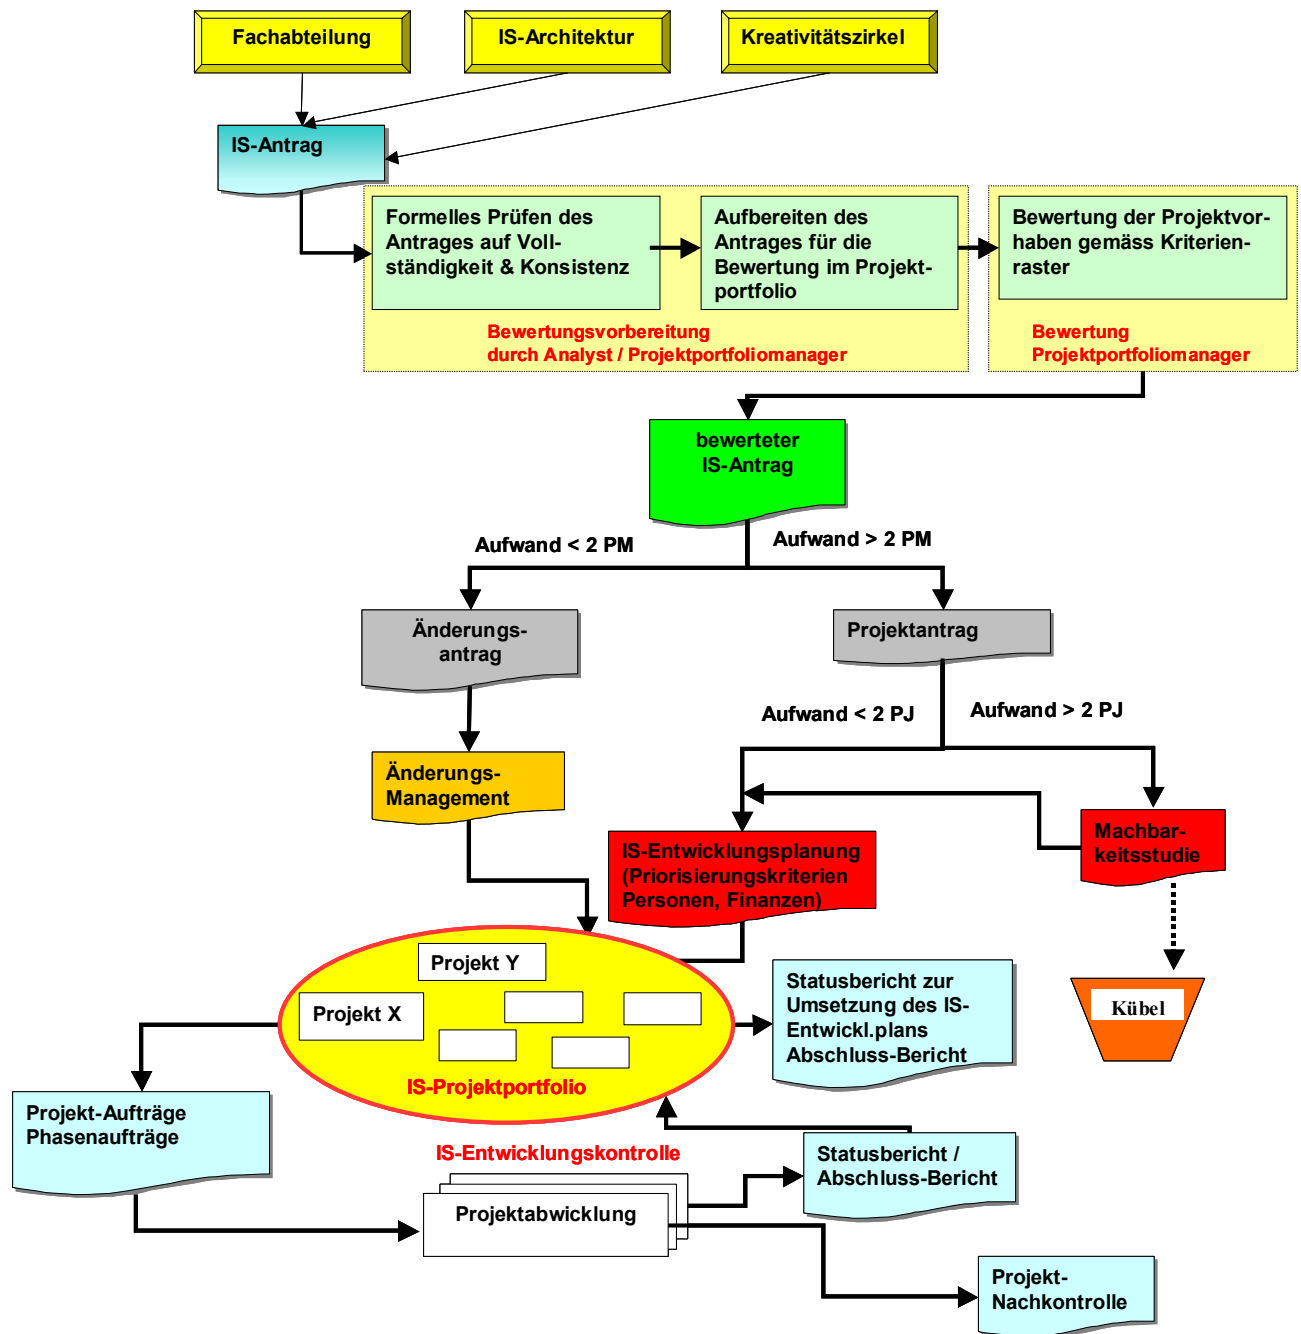 Fachabteilung
IS-Architektur
Kreativitätszirkel
IS-Antrag
Formelles Prüfen des
Antrages auf Voll-
ständigkeit & Konsistenz
Aufbereiten des
Antrages für die
Bewertung im Projekt-
portfolio
Bewertung der Projektvor-
haben gemäss Kriterien-
raster
Bewertungsvorbereitung
durch Analyst / Projektportfoliomanager
Bewertung
Projektportfoliomanager
bewerteter
IS-Antrag
Aufwand < 2 PM
Aufwand > 2 PM
Änderungs-
antrag
Projektantrag
Aufwand < 2 PJ
Aufwand > 2 PJ
Änderungs-
Management
IS-Entwicklungsplanung
(Priorisierungskriterien
Personen, Finanzen)
Machbar-
keitsstudie
Projekt Y
Projekt X
IS-Projektportfolio
Statusbericht zur
Umsetzung des IS-
Entwickl.plans
Abschluss-Bericht
Kübel
Projekt-Aufträge
Phasenaufträge
IS-Entwicklungskontrolle
Statusbericht /
Abschluss-Bericht
Projektabwicklung
Projekt-
Nachkontrolle